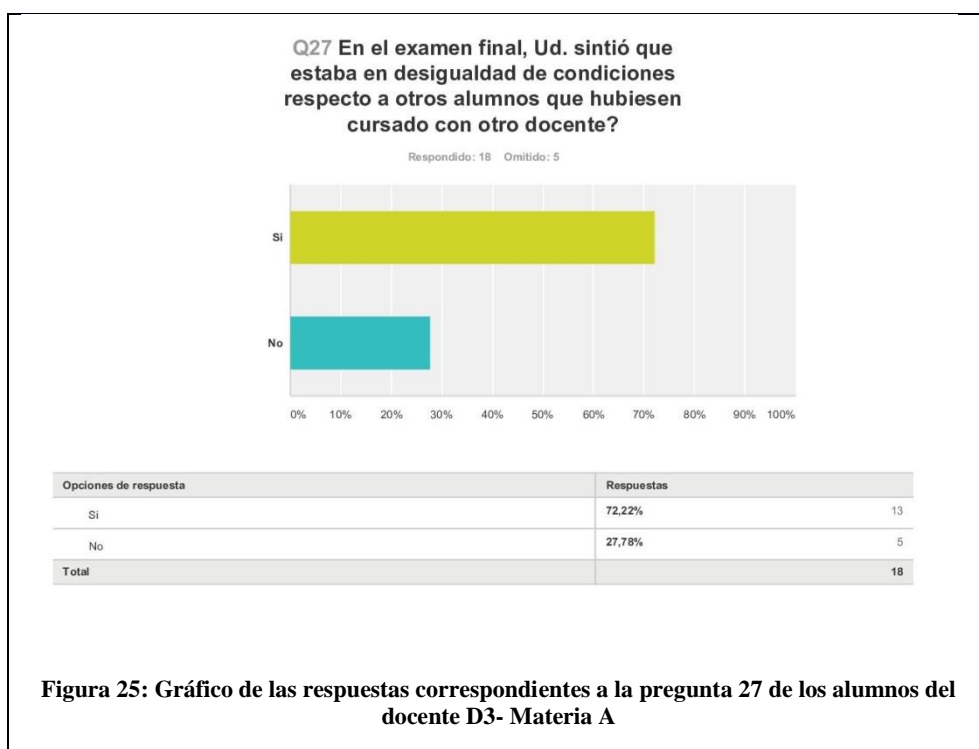 Q27 En el examen final, Ud. sintió que
estaba en desigualdad de condiciones
respecto a otros alumnos que hubiesen
cursado con otro docente?
Respondido: 18 Omitido: 5
Si
No
0% 10% 20% 30% 40% 50% 60% 70% 80% 90% 100%
Opciones de respuesta Respuestas
Si 72,22% 13
No 27,78% 5
Total 18
Figura 25: Gráfico de las respuestas correspondientes a la pregunta 27 de los alumnos del
docente D3- Materia A